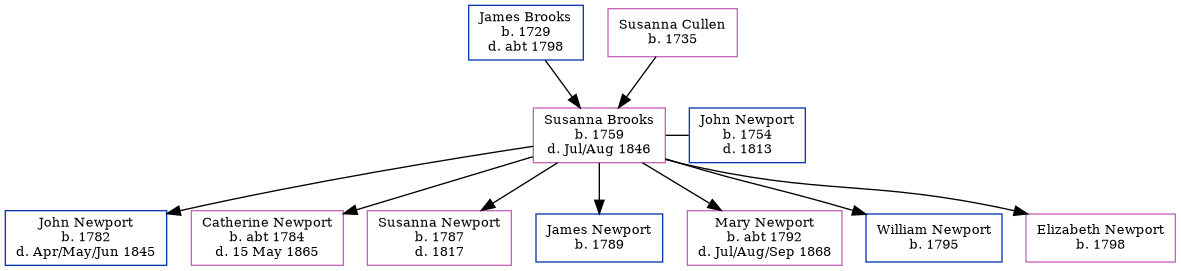 James Brooks
b. 1729
d. abt 1798
Susanna Cullen
b. 1735
Susanna Brooks
b. 1759
d. Jul/Aug 1846
John Newport
b. 1754
d. 1813
John Newport
b. 1782
d. Apr/May/Jun 1845
Catherine Newport
b. abt 1784
d. 15 May 1865
Susanna Newport
b. 1787
d. 1817
James Newport
b. 1789
Mary Newport
b. abt 1792
d. Jul/Aug/Sep 1868
William Newport
b. 1795
Elizabeth Newport
b. 1798